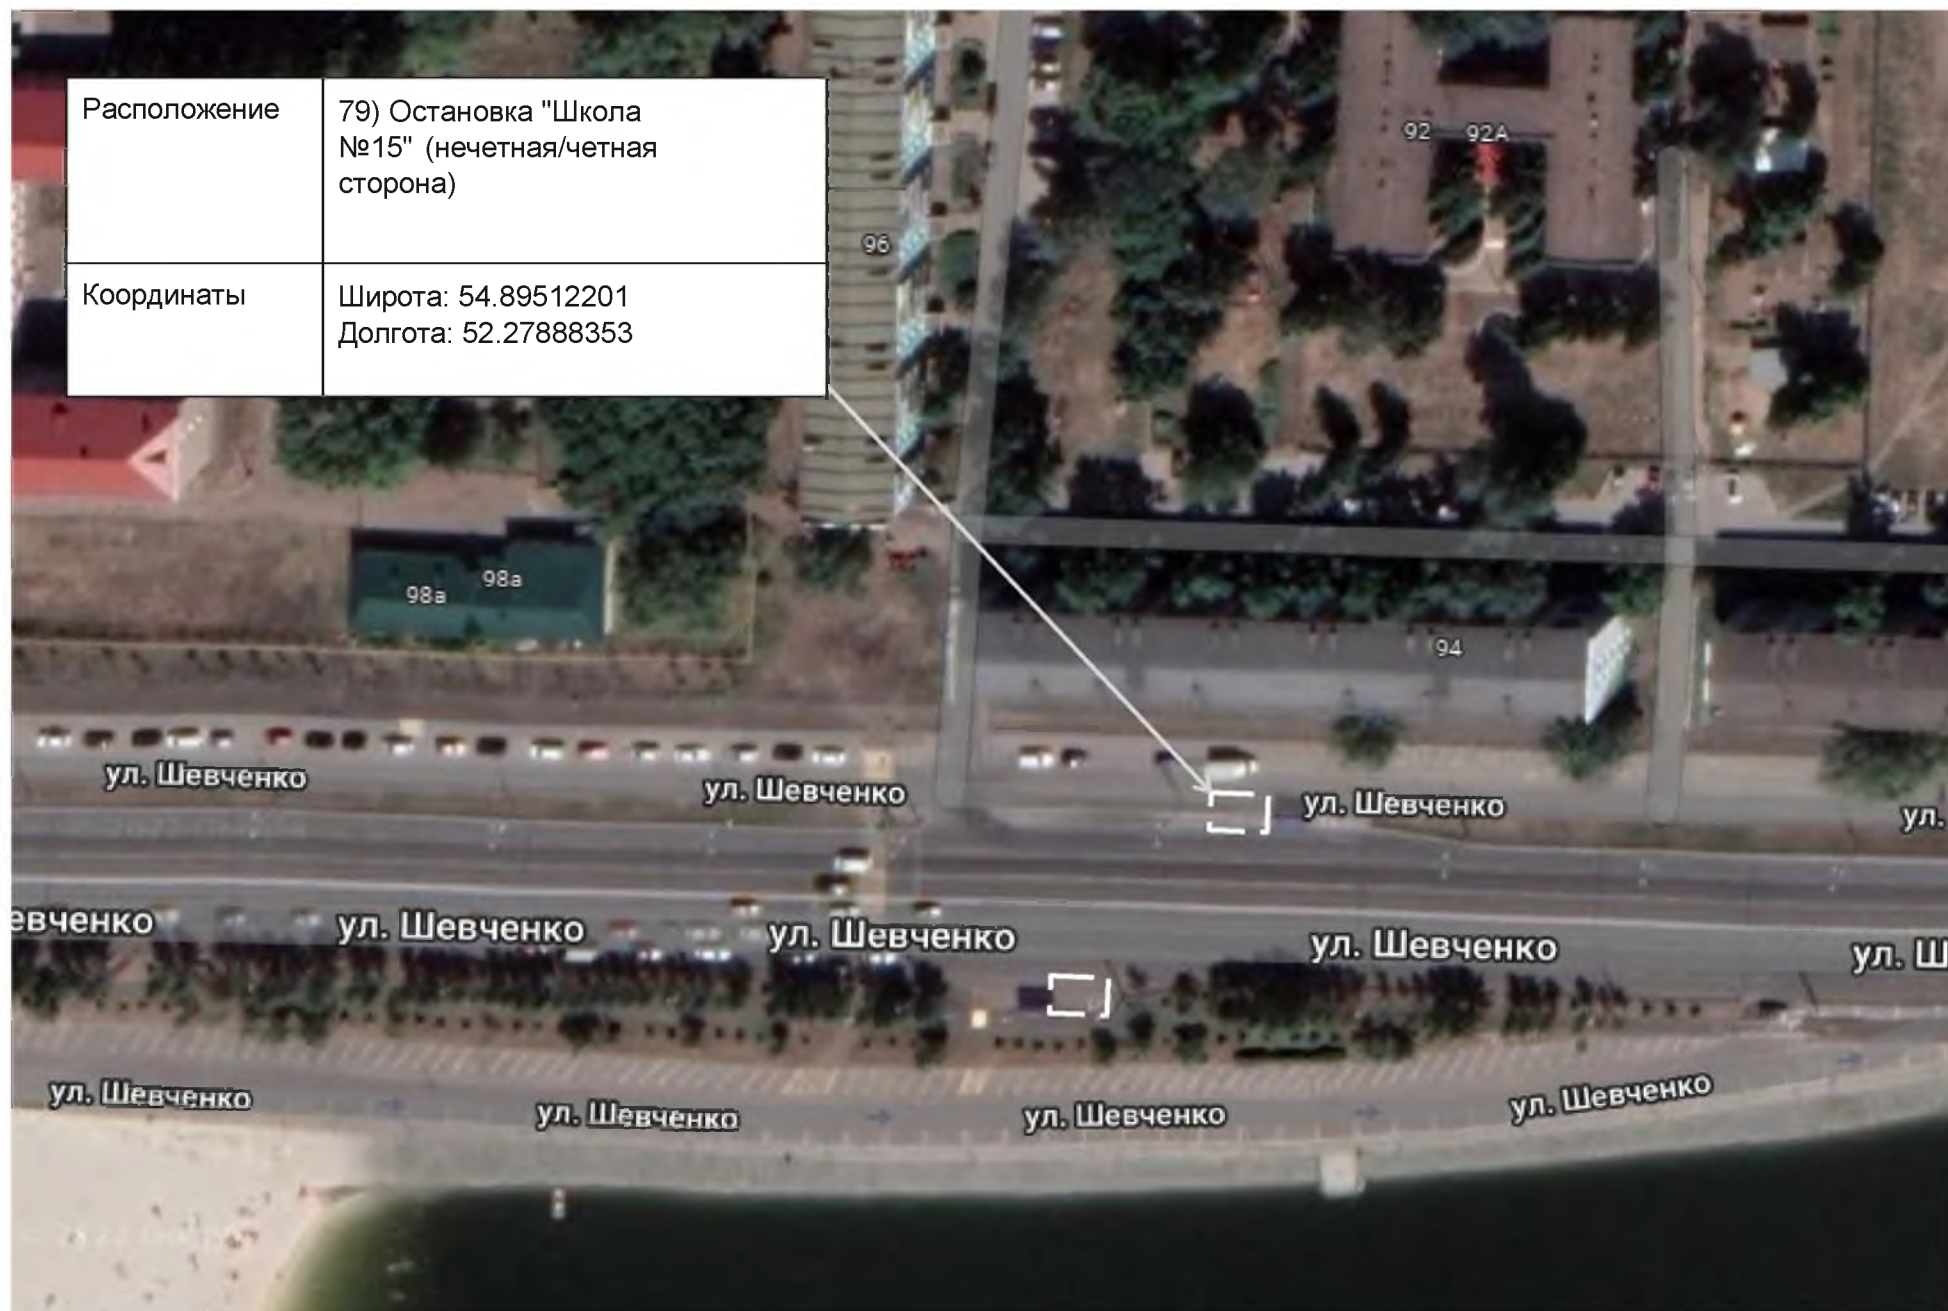 Расположение
79) Остановка "Школа
№15" (нечетная/четная
сторона)
Координаты
Широта: 54.89512201
Долгота: 52.27888353
92
92А
96
98а
98а
94
ул. Шевченко
ул. Шевченко
ул. Шевченко
ул.
евченко
ул. Шевченко
ул. Шевченко
ул. Шевченко
ул. Ш
ул. Шевченко
ул. Шевченко
ул. Шевченко
ул. Шевченко